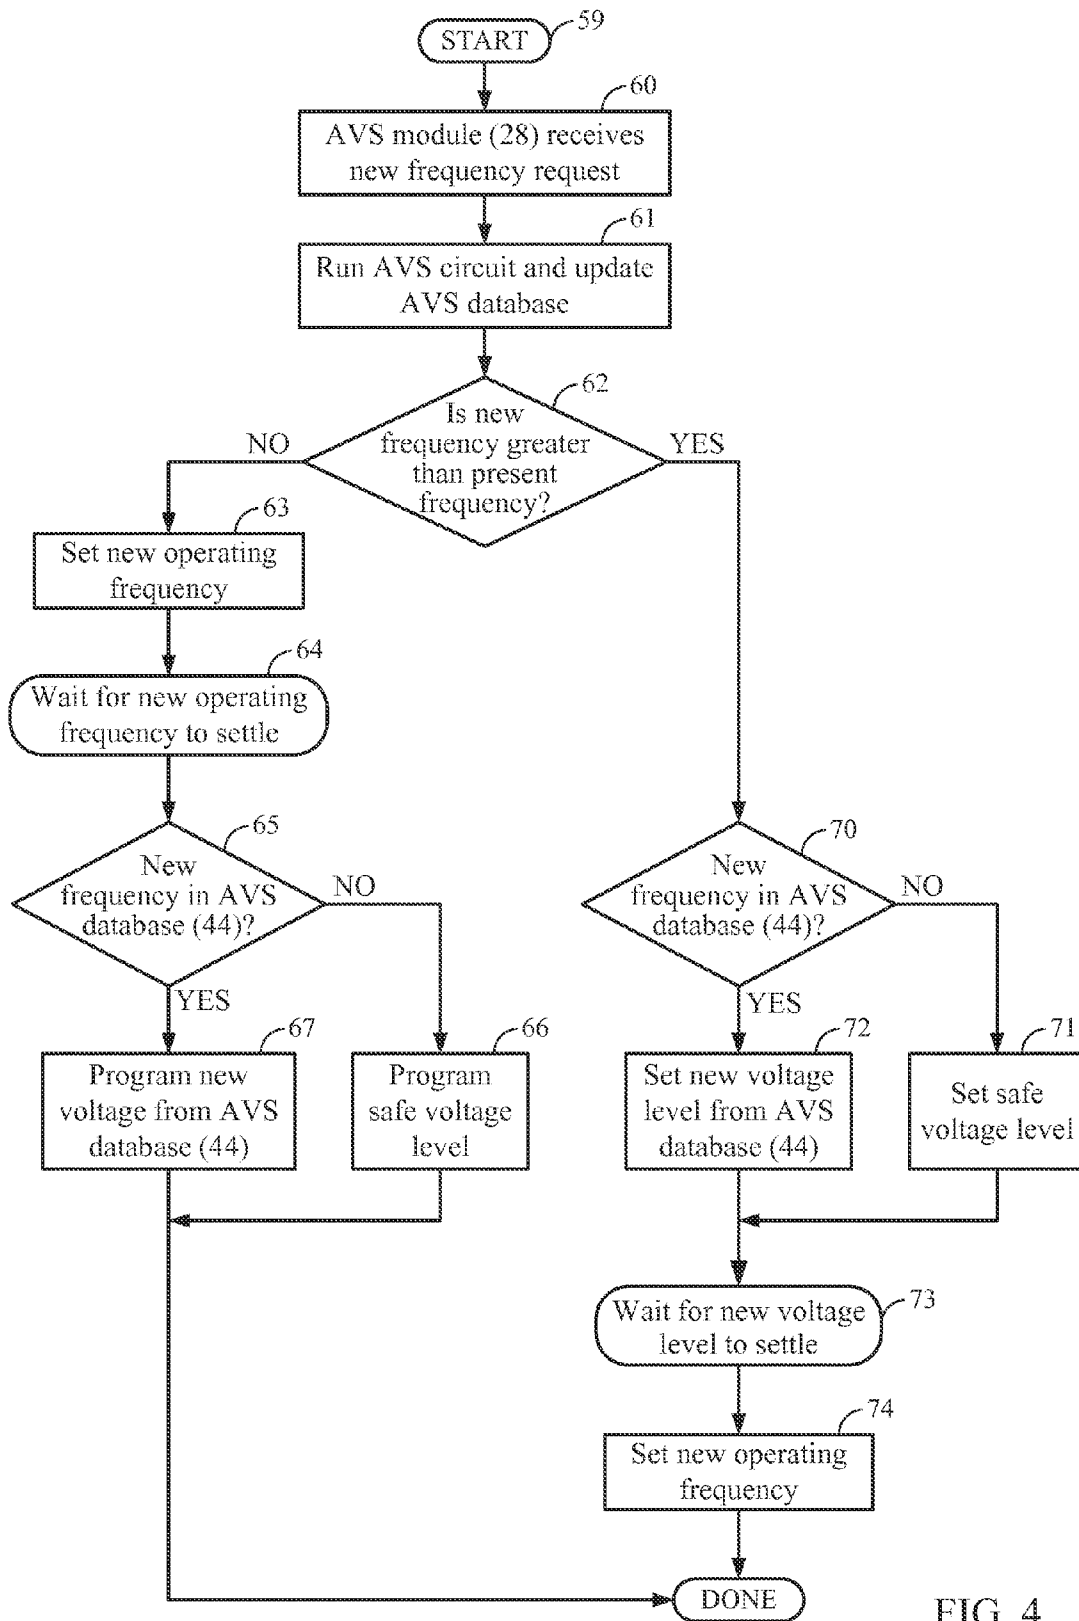 START
59
60
AVS module (28) receives
new frequency request
61
Run AVS circuit and update
AVS database
62
Is new
frequency greater
than present
frequency?
NO
YES
63
Set new operating
frequency
64
Wait for new operating
frequency to settle
65
New
frequency in AVS
database (44)?
NO
YES
70
New
frequency in AVS
database (44)?
NO
YES
67
Program new
voltage from AVS
database (44)
66
Program
safe voltage
level
72
Set new voltage
level from AVS
database (44)
71
Set safe
voltage level
Wait for new voltage
level to settle
73
74
Set new operating
frequency
DONE
FIG. 4